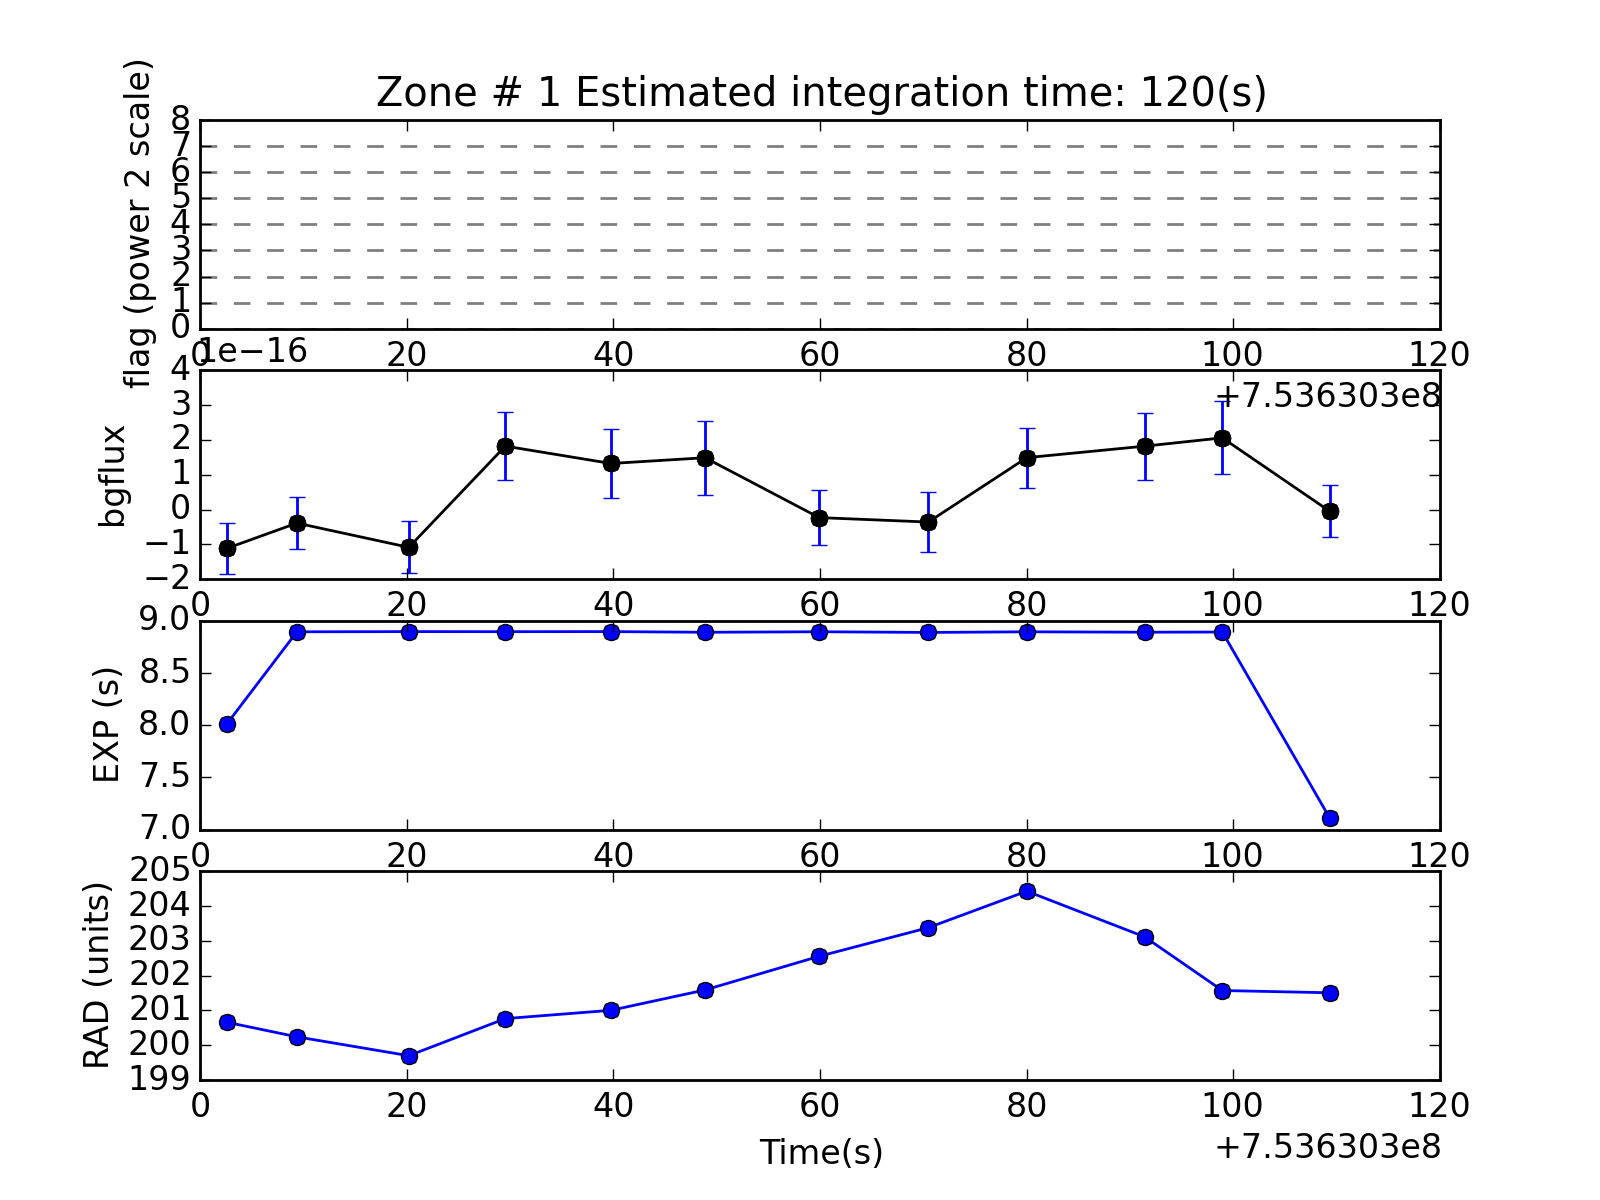 Zone # 1 Estimated integration time: 120(s)
flag (power 2 scale)
8
7
6
5
4
3
2
1
0
0 20 40 60 80 100 120
1e−16
+7.536303e8
bgflux
4
3
2
1
0
−1
−2
0 20 40 60 80 100 120
EXP (s)
9.0
8.5
8.0
7.5
7.0
0 20 40 60 80 100 120
RAD (units)
205
204
203
202
201
200
199
0 20 40 60 80 100 120
Time(s)
+7.536303e8